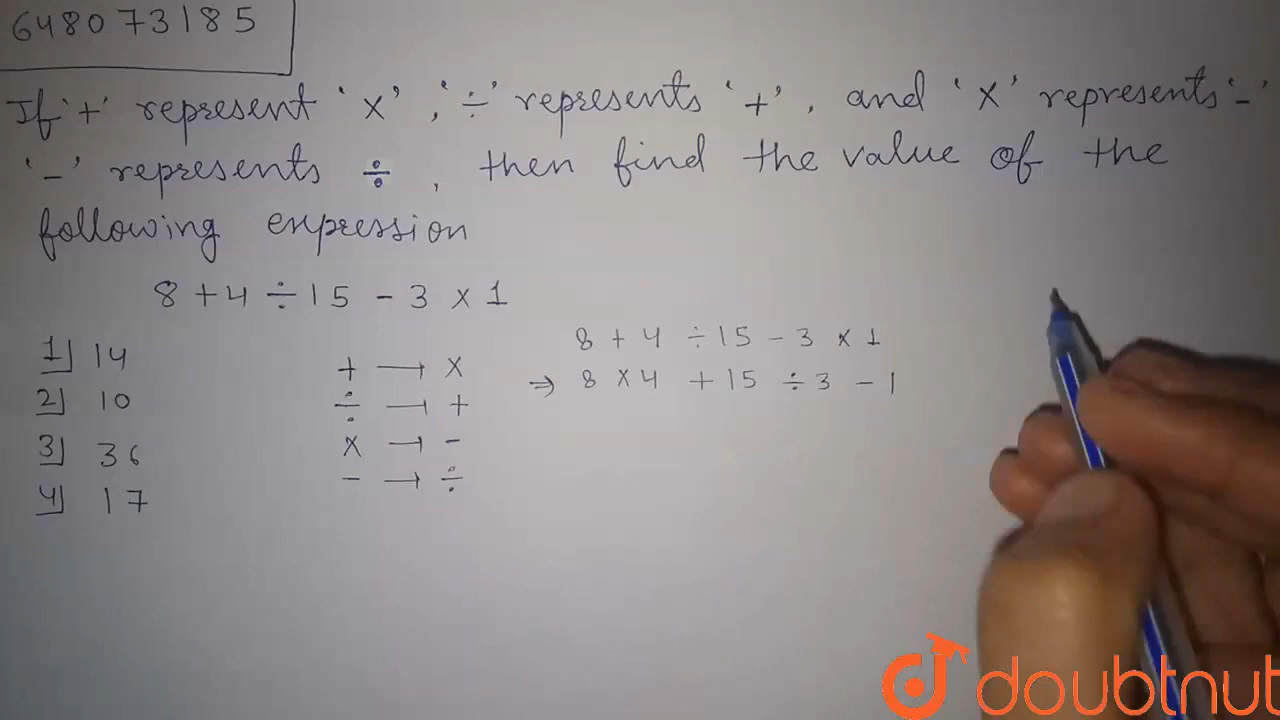 648073185
If '+' represent 'x', '÷' represents '+', and 'x' represents '-'
'-' represents ÷, then find the value of the
following expression
8 + 4 ÷ 15 - 3 x 1
1] 14
2] 10
3] 36
4] 17
+ → x
÷ → +
x → -
- → ÷
8 + 4 ÷ 15 - 3 x 1
⇒ 8 x 4 + 15 ÷ 3 - 1
doubtnut